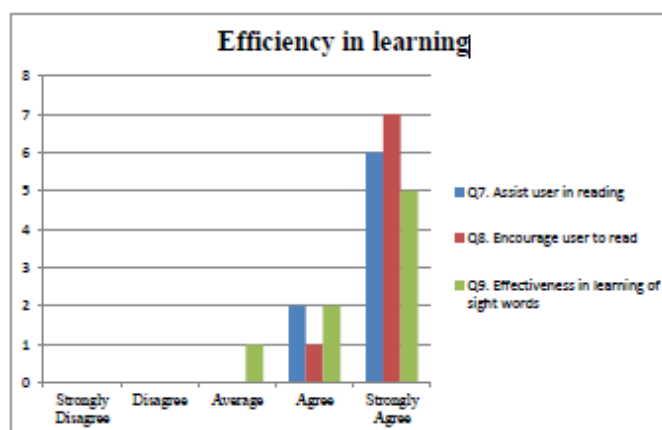 Efficiency in learning
8
7
6
5
4
3
2
1
0
Strongly Disagree
Disagree
Average
Agree
Strongly Agree
Q7. Assist user in reading
Q8. Encourage user to read
Q9. Effectiveness in learning of
sight words